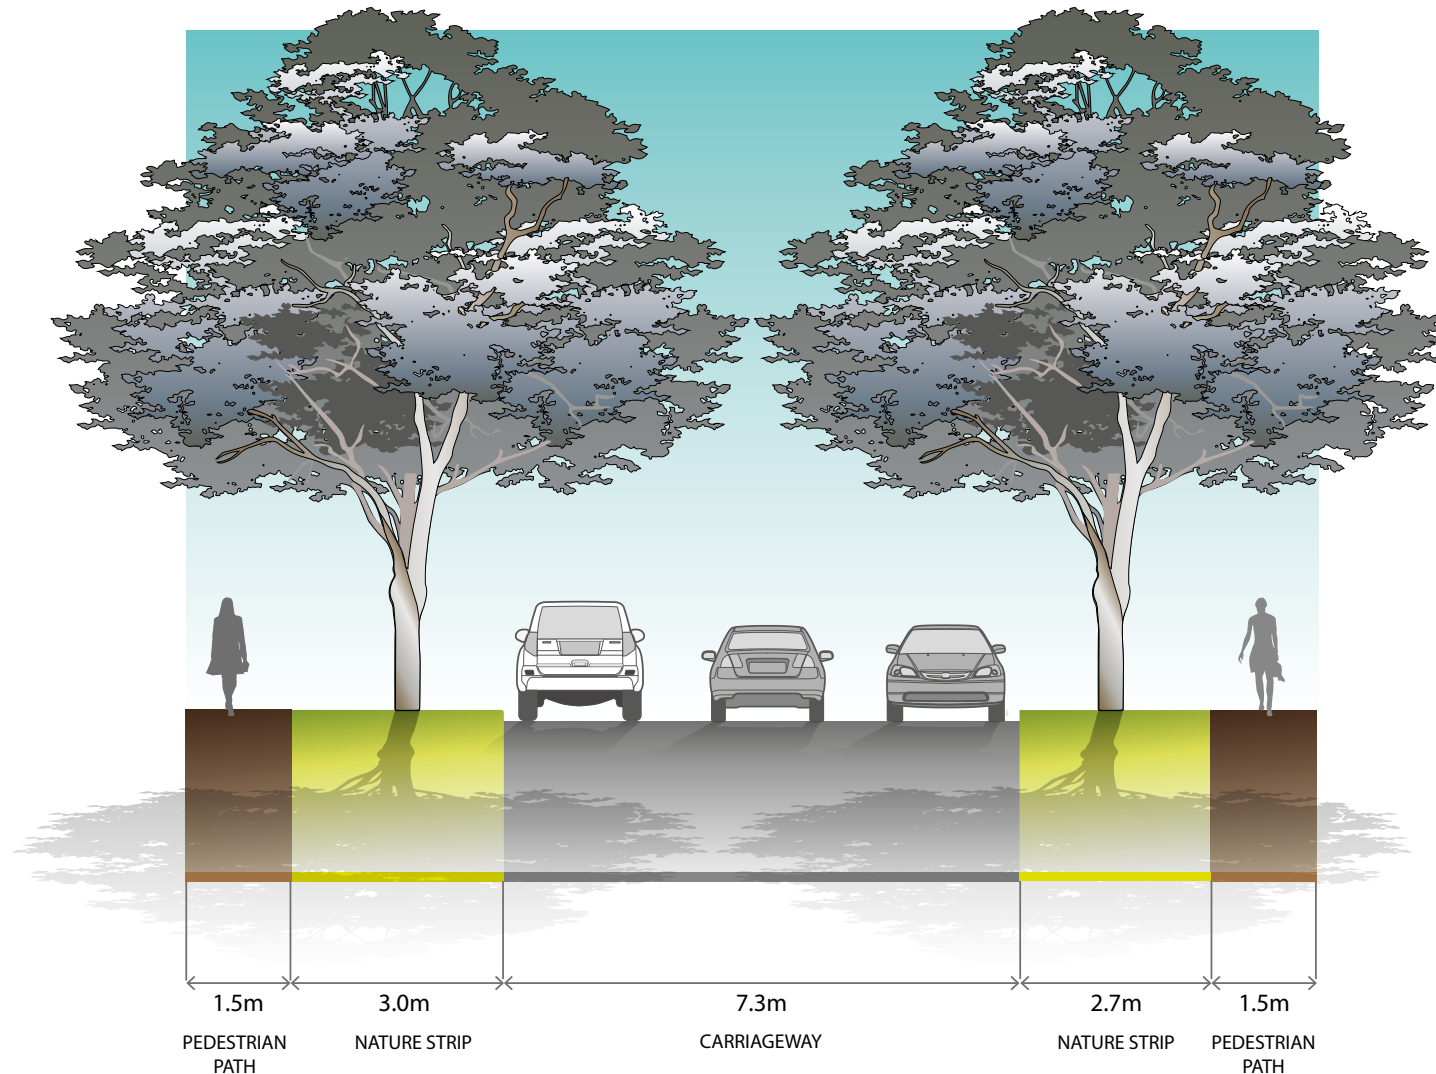 1.5m
3.0m
7.3m
2.7m
1.5m
PEDESTRIAN
PATH
NATURE STRIP
CARRIAGEWAY
NATURE STRIP
PEDESTRIAN
PATH